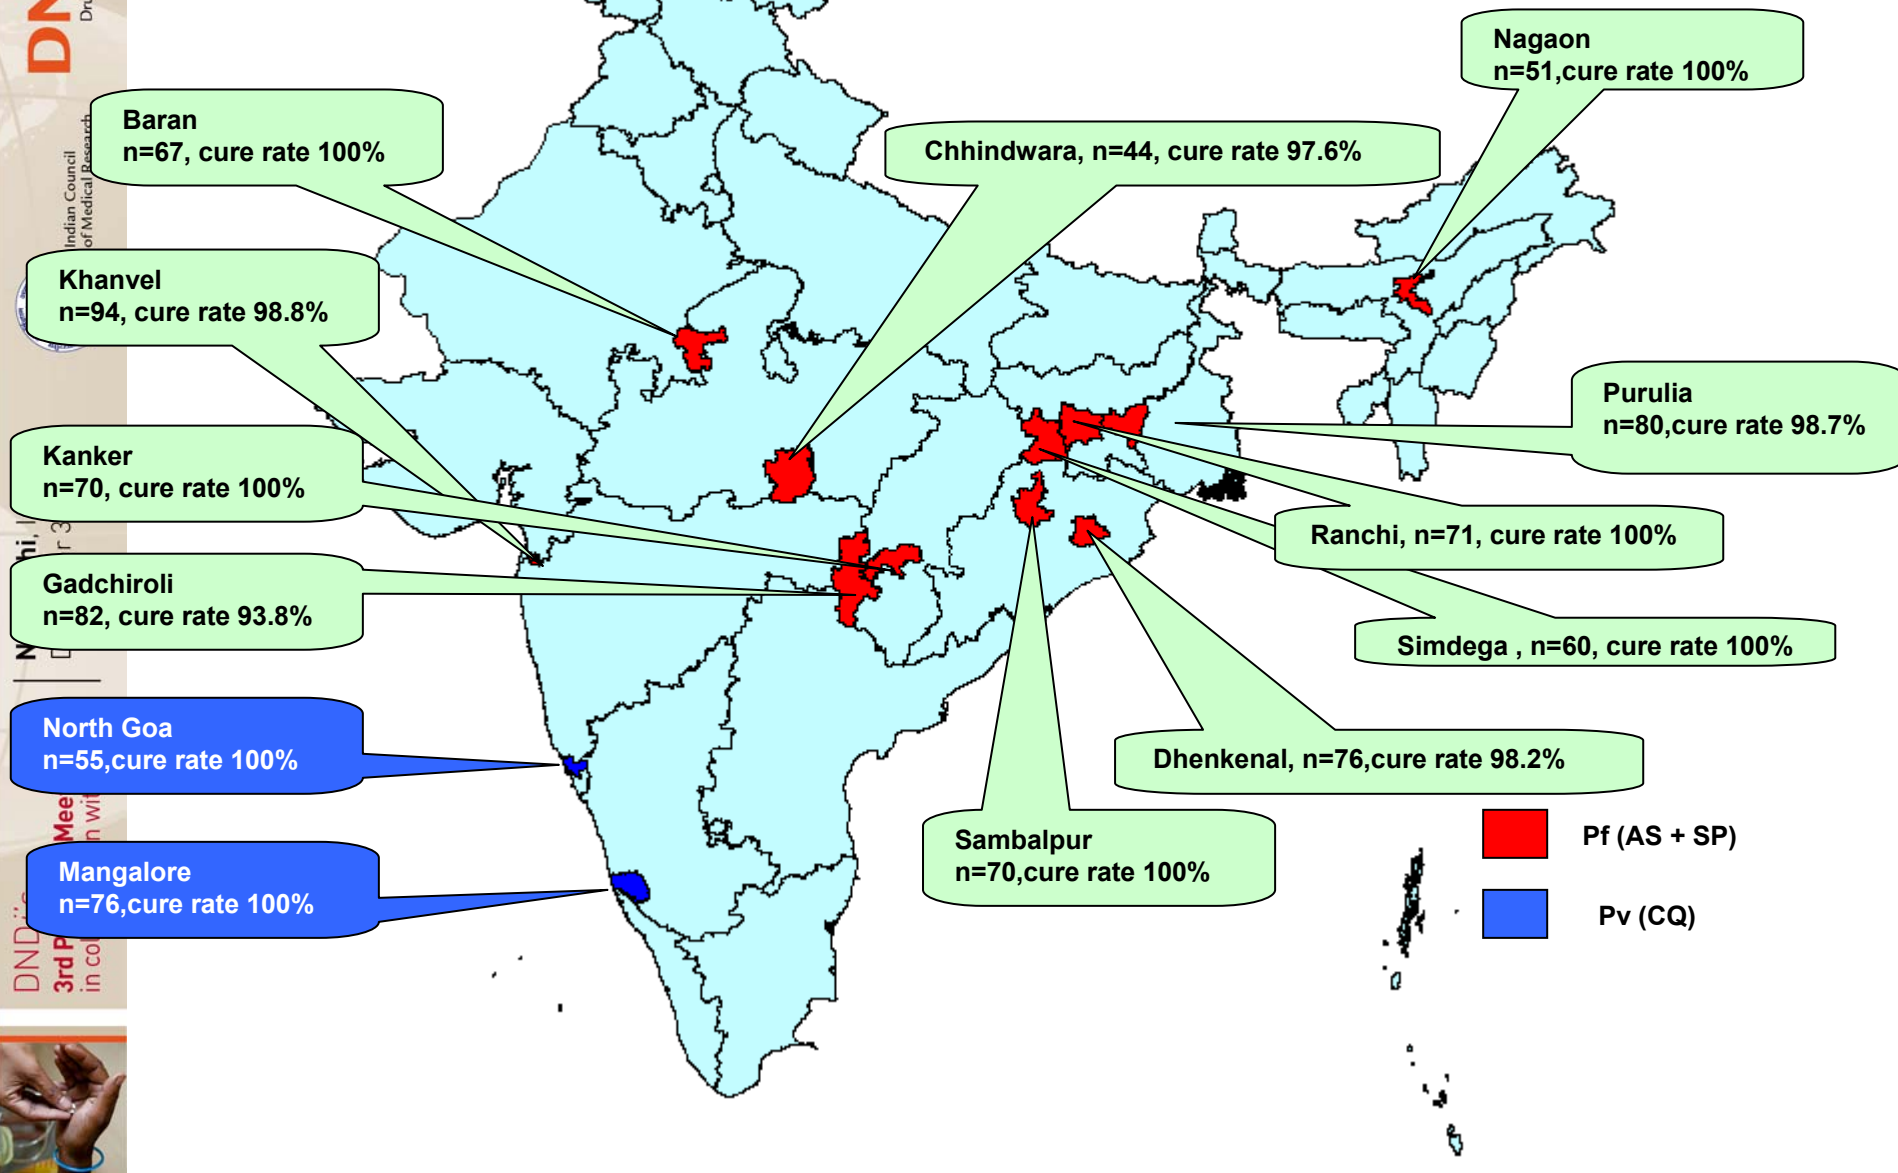 Nagaon
n=51,cure rate 100%
Baran
n=67, cure rate 100%
Chhindwara, n=44, cure rate 97.6%
Khanvel
n=94, cure rate 98.8%
Purulia
n=80,cure rate 98.7%
Kanker
n=70, cure rate 100%
Ranchi, n=71, cure rate 100%
Gadchiroli
n=82, cure rate 93.8%
Simdega , n=60, cure rate 100%
North Goa
n=55,cure rate 100%
Dhenkenal, n=76,cure rate 98.2%
Sambalpur
n=70,cure rate 100%
Mangalore
n=76,cure rate 100%
Pf (AS + SP)
Pv (CQ)
Indian Council
of Medical Research
3rd